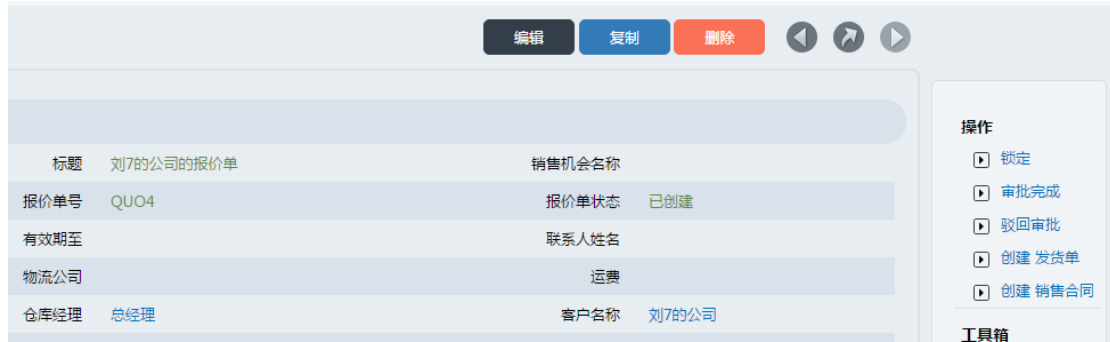 编辑 复制 删除
操作
锁定
审批完成
驳回审批
创建 发货单
创建 销售合同
工具箱
标题 刘7的公司的报价单 销售机会名称
报价单号 QUO4 报价单状态 已创建
有效期至 联系人姓名
物流公司 运费
仓库经理 总经理 客户名称 刘7的公司